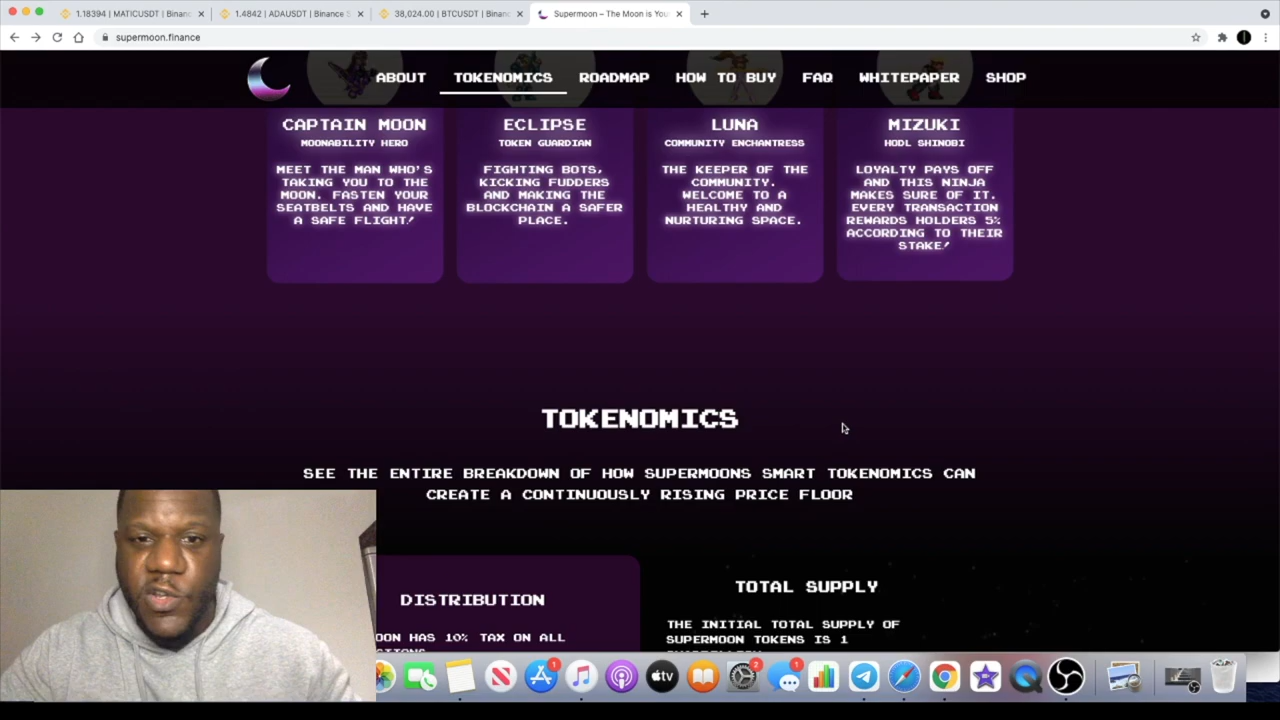 1.18394 | MATICUSDT | Binanc
1.4842 | ADAUSDT | Binance S
38,024.00 | BTCUSDT | Binanc
Supermoon – The Moon is You
supermoon.finance
ABOUT
TOKENOMICS
ROADMAP
HOW TO BUY
FAQ
WHITEPAPER
SHOP
CAPTAIN MOON
MOONABILITY HERO
MEET THE MAN WHO'S
TAKING YOU TO THE
MOON. FASTEN YOUR
SEATBELTS AND HAVE
A SAFE FLIGHT!
ECLIPSE
TOKEN GUARDIAN
FIGHTING BOTS,
KICKING FUDDERS
AND MAKING THE
BLOCKCHAIN A SAFER
PLACE.
LUNA
COMMUNITY ENCHANTRESS
THE KEEPER OF THE
COMMUNITY.
WELCOME TO A
HEALTHY AND
NURTURING SPACE.
MIZUKI
HODL SHINOBI
LOYALTY PAYS OFF
AND THIS NINJA
MAKES SURE OF IT.
EVERY TRANSACTION
REWARDS HOLDERS 5%
ACCORDING TO THEIR
STAKE!
TOKENOMICS
SEE THE ENTIRE BREAKDOWN OF HOW SUPERMOONS SMART TOKENOMICS CAN
CREATE A CONTINUOUSLY RISING PRICE FLOOR
DISTRIBUTION
OON HAS 10% TAX ON ALL
TOTAL SUPPLY
THE INITIAL TOTAL SUPPLY OF
SUPERMOON TOKENS IS 1
1
tv
2
1